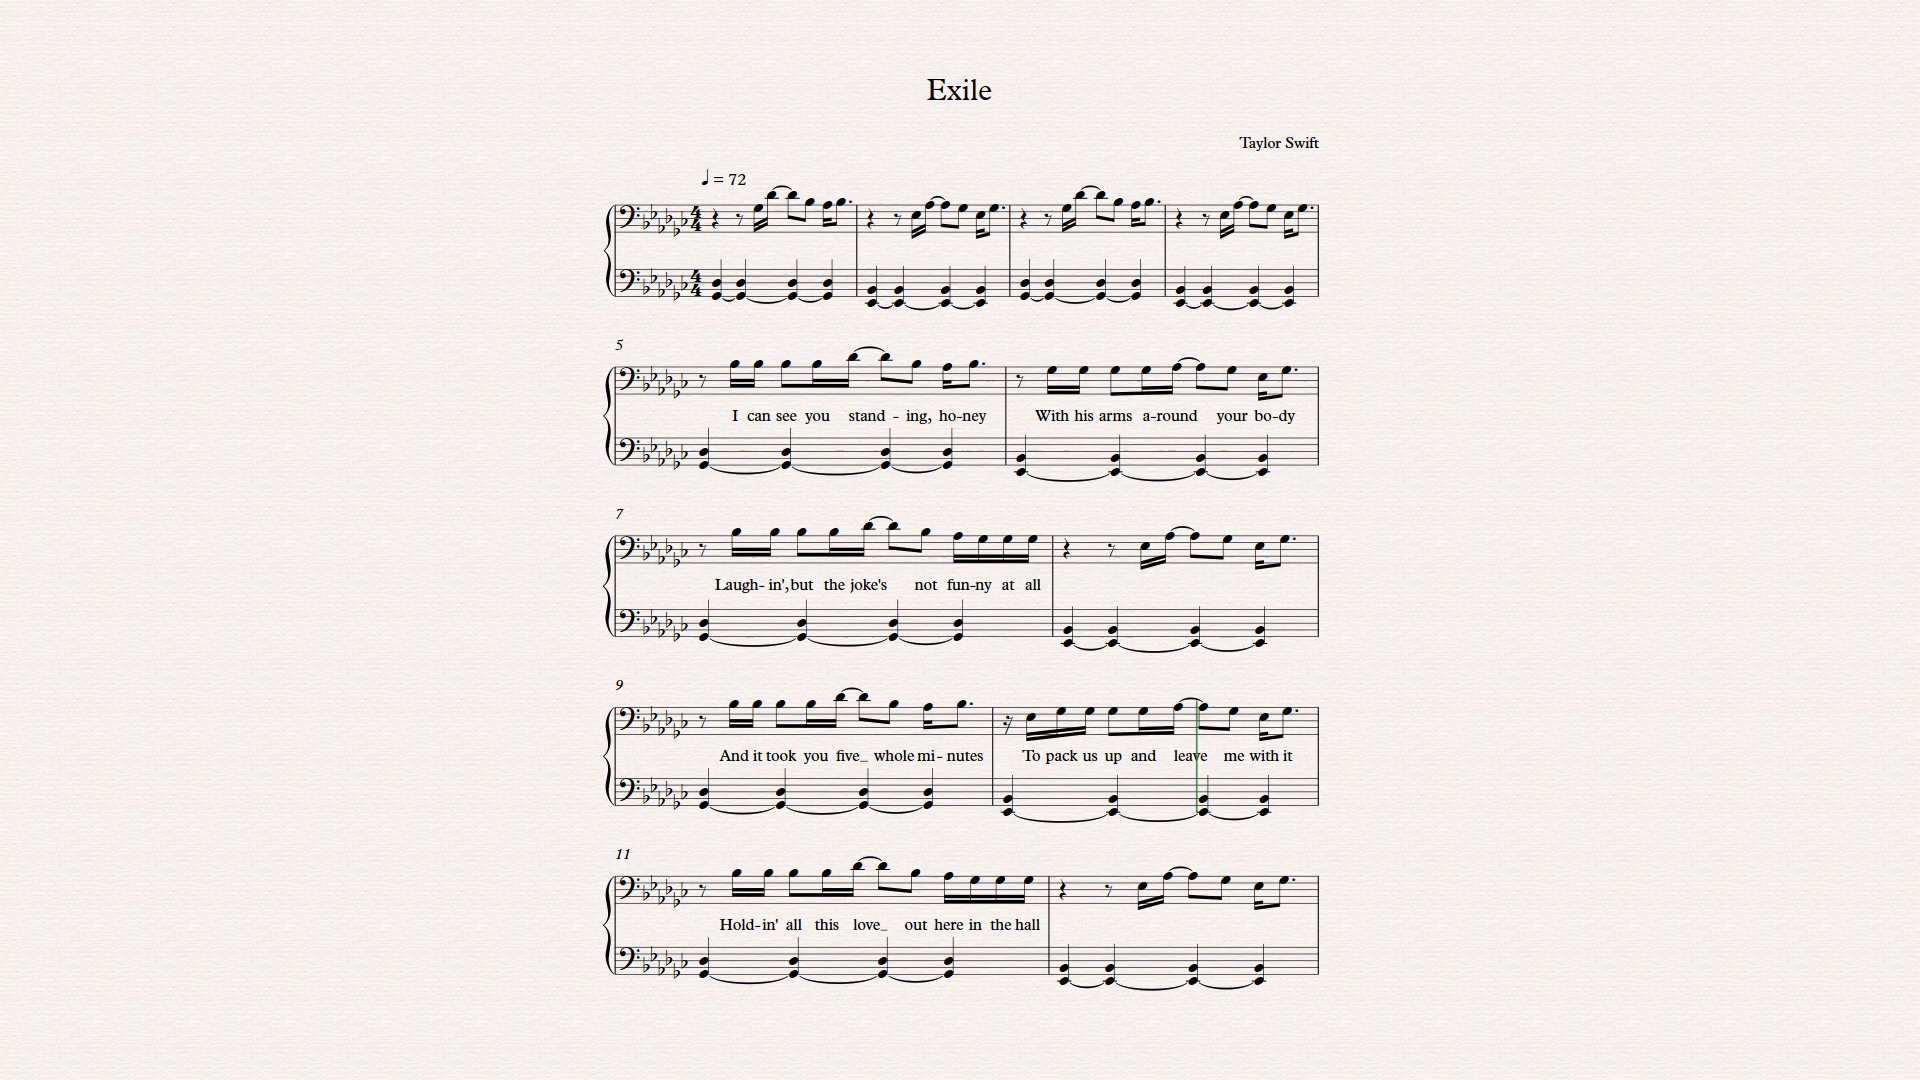 Exile
Taylor Swift
♩ = 72
5
I can see you stand - ing, ho-ney With his arms a-round your bo-dy
7
Laugh- in', but the joke's not fun-ny at all
9
And it took you five_ whole mi- nutes To pack us up and leave me with it
11
Hold-in' all this love_ out here in the hall